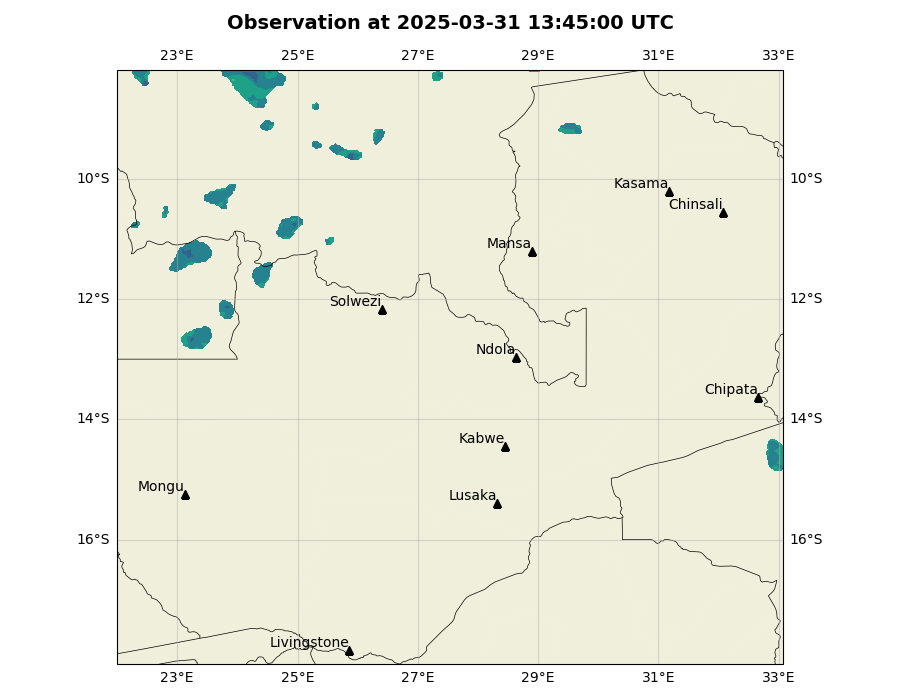 Observation at 2025-03-31 13:45:00 UTC
23°E 25°E 27°E 29°E 31°E 33°E
10°S 10°S
Kasama
Chinsali
Mansa
12°S 12°S
Solwezi
Ndola
Chipata
14°S 14°S
Kabwe
Mongu
Lusaka
16°S 16°S
Livingstone
23°E 25°E 27°E 29°E 31°E 33°E